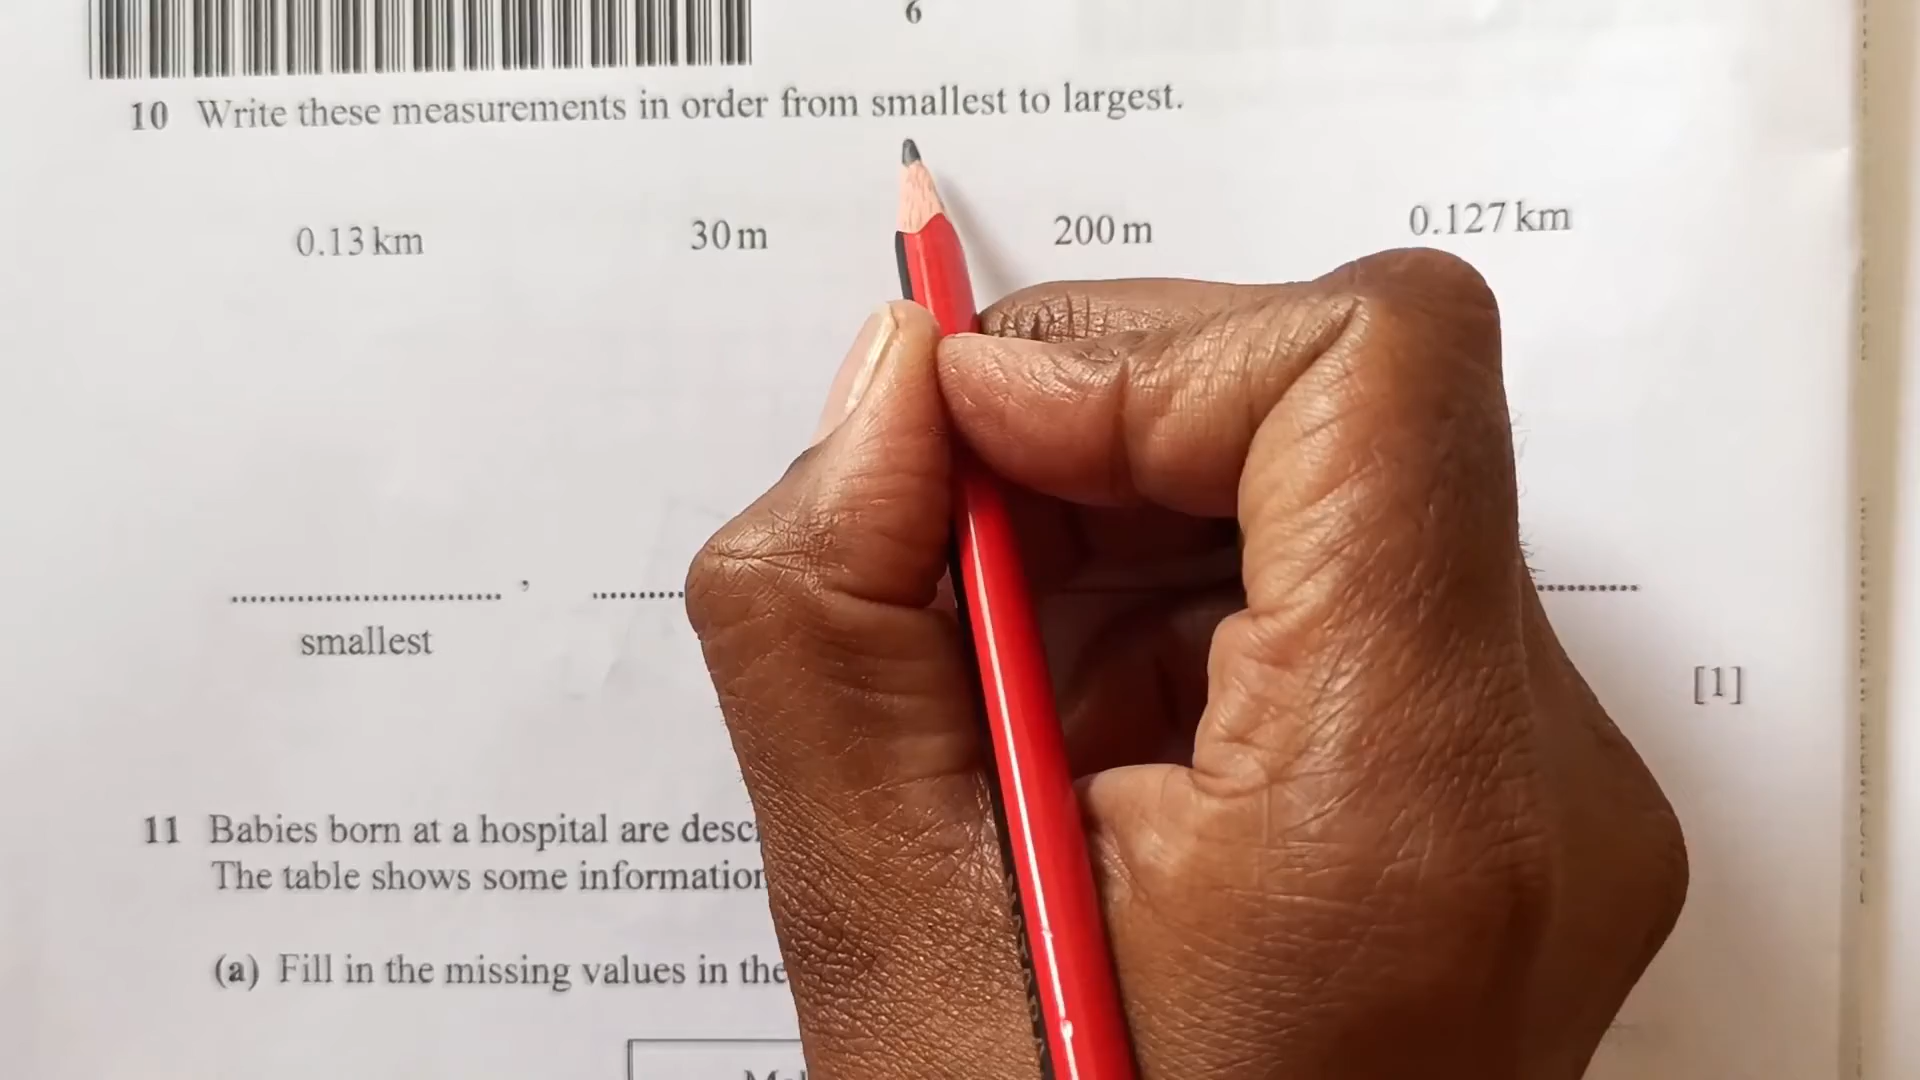 6
10 Write these measurements in order from smallest to largest.
0.13 km 30 m 200 m 0.127 km
.............................. , ............ ..............
smallest
[1]
11 Babies born at a hospital are
The table shows some
(a) Fill in the missing values in the